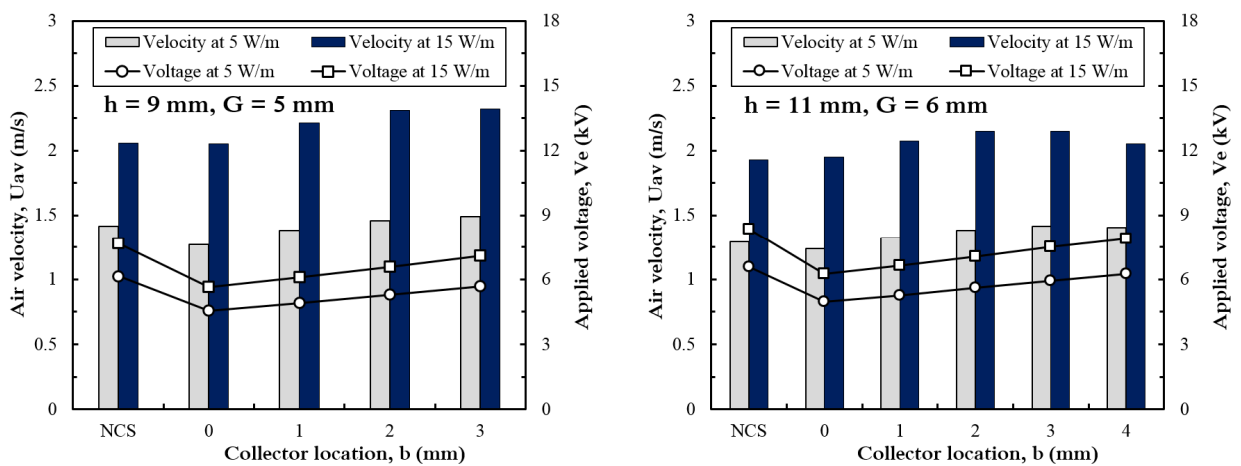 3
2.5
2
1.5
1
0.5
0
Air velocity, Uav (m/s)
Velocity at 5 W/m
Velocity at 15 W/m
Voltage at 5 W/m
Voltage at 15 W/m
h = 9 mm, G = 5 mm
18
15
12
9
6
3
0
Applied voltage, Ve (kV)
NCS 0 1 2 3
Collector location, b (mm)
3
2.5
2
1.5
1
0.5
0
Air velocity, Uav (m/s)
Velocity at 5 W/m
Velocity at 15 W/m
Voltage at 5 W/m
Voltage at 15 W/m
h = 11 mm, G = 6 mm
18
15
12
9
6
3
0
Applied voltage, Ve (kV)
NCS 0 1 2 3 4
Collector location, b (mm)